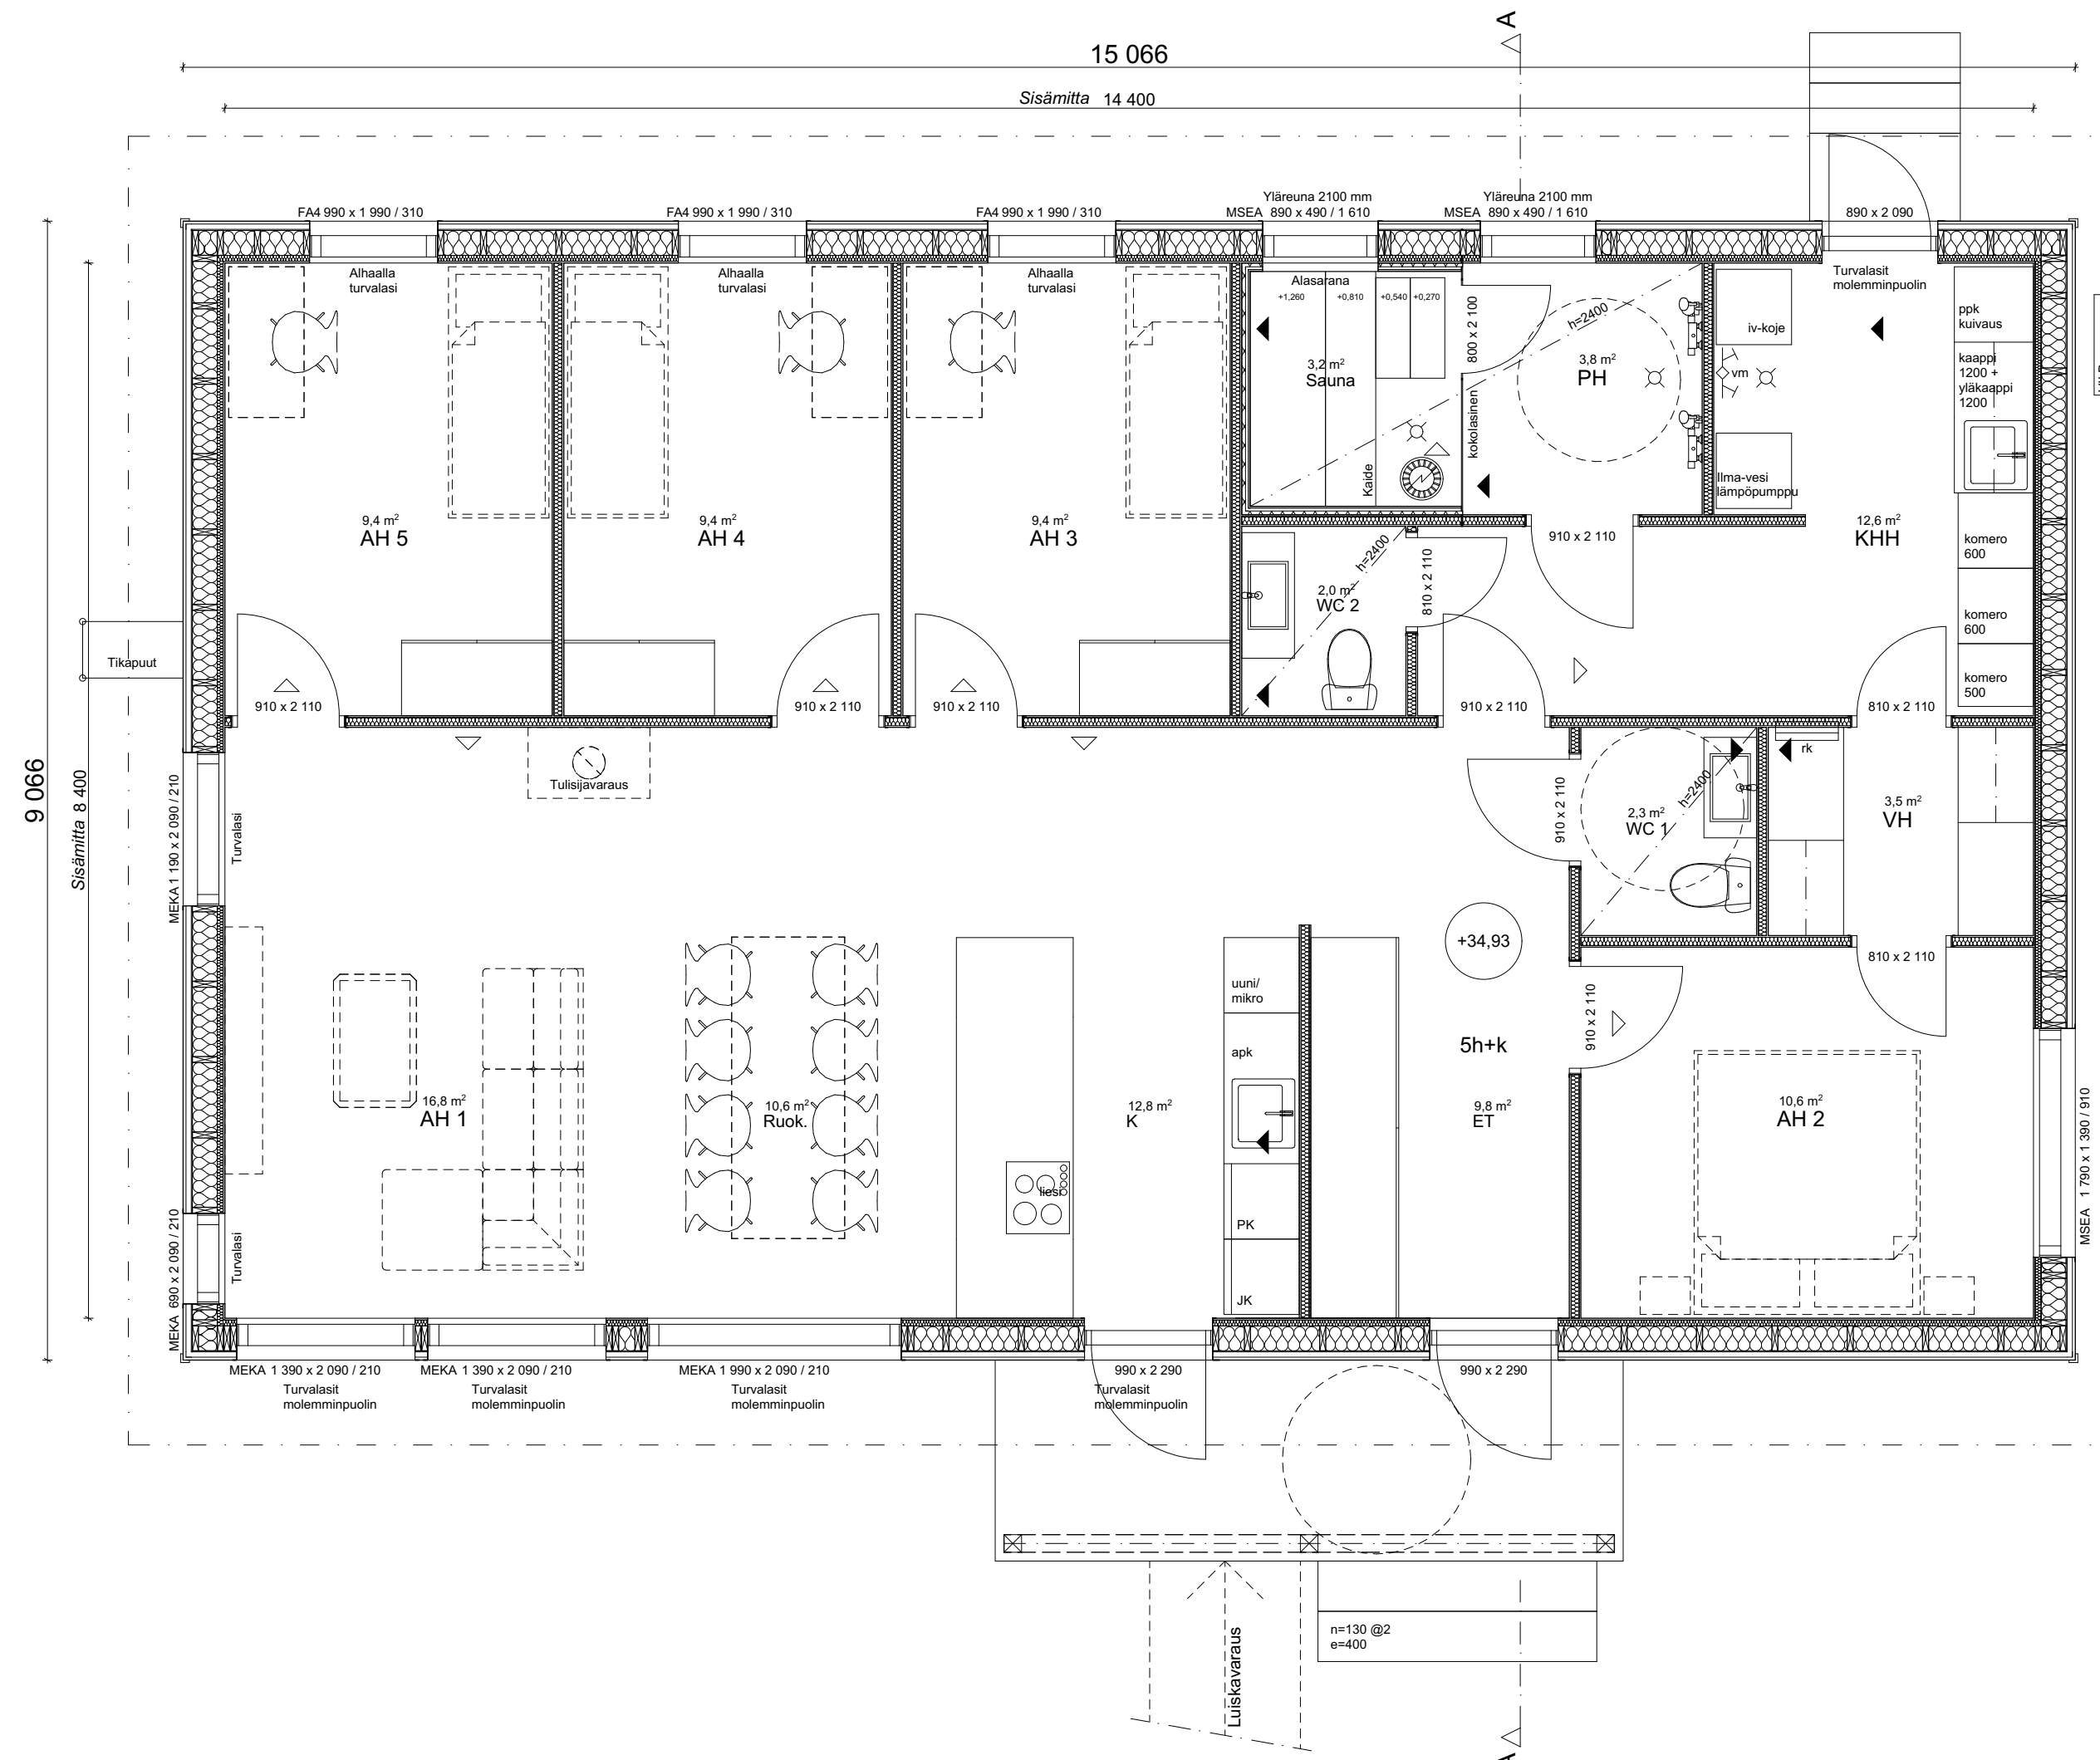 A
15 066
Sisämitta 14 400
Yläreuna 2100 mm
Yläreuna 2100 mm
FA4 990 x 1 990 / 310
FA4 990 x 1 990 / 310
FA4 990 x 1 990 / 310
MSEA 890 x 490 / 1 610
MSEA 890 x 490 / 1 610
890 x 2 090
Alhaalla
turvalasi
Alhaalla
turvalasi
Alhaalla
turvalasi
Alasarana
+1,260
+0,810
+0,540
+0,270
800 x 2 100
h=2400
Turvalasit
molemminpuolin
iv-koje
ppk
kuivaus
kaappi
1200 +
yläkaappi
1200
vm
3,2 m²
Sauna
3,8 m²
PH
kokolasinen
Kaide
Ilma-vesi
lämpöpumppu
9,4 m²
AH 5
9,4 m²
AH 4
9,4 m²
AH 3
12,6 m²
KHH
910 x 2 110
h=2400
810 x 2 110
2,0 m²
WC 2
komero
600
komero
600
komero
500
Tikapuut
910 x 2 110
910 x 2 110
910 x 2 110
910 x 2 110
810 x 2 110
9 066
Sisämitta 8 400
MEKA 1 190 x 2 090 / 210
Turvalasi
Tulisijavaraus
910 x 2 110
h=2400
2,3 m²
WC 1
rk
3,5 m²
VH
+34,93
810 x 2 110
uuni/
mikro
apk
910 x 2 110
5h+k
16,8 m²
AH 1
10,6 m²
Ruok.
12,8 m²
K
9,8 m²
ET
10,6 m²
AH 2
liesi
PK
JK
MSEA 1 790 x 1 390 / 910
MEKA 690 x 2 090 / 210
Turvalasi
MEKA 1 390 x 2 090 / 210
Turvalasit
molemminpuolin
MEKA 1 390 x 2 090 / 210
Turvalasit
molemminpuolin
MEKA 1 990 x 2 090 / 210
Turvalasit
molemminpuolin
990 x 2 290
Turvalasit
molemminpuolin
990 x 2 290
n=130 @2
e=400
Luiskavaraus
A